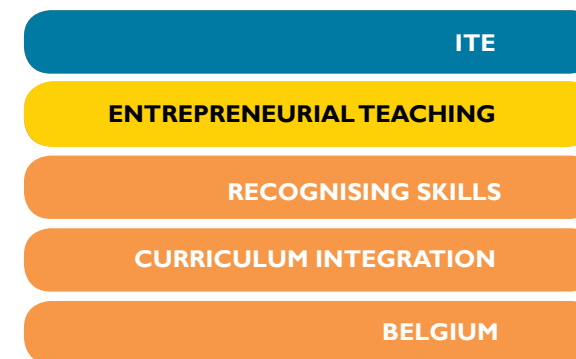 ITE
ENTREPRENEURIAL TEACHING
RECOGNISING SKILLS
CURRICULUM INTEGRATION
BELGIUM